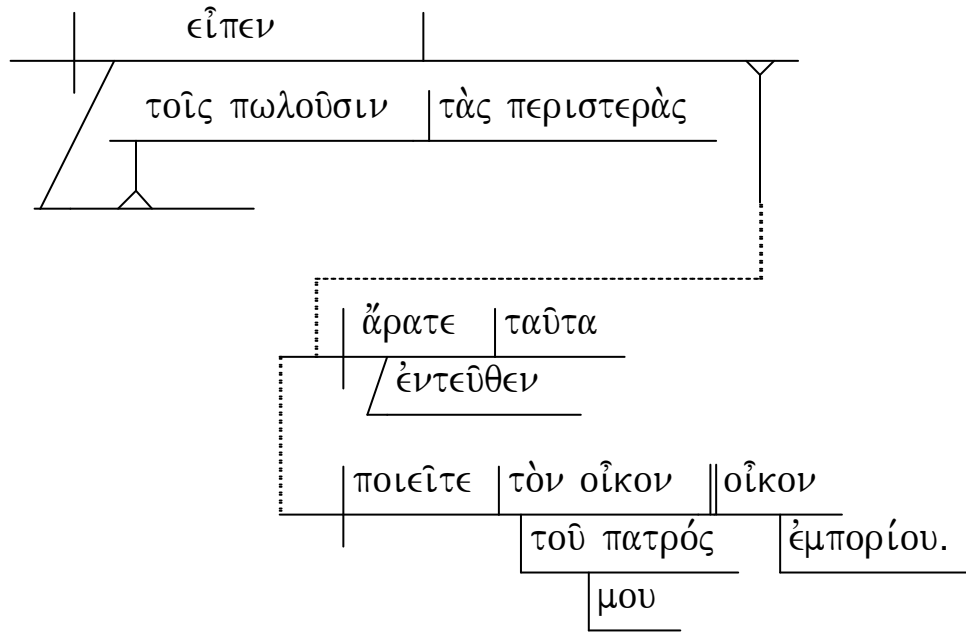 εἶπεν
τοῖς πωλοῦσιν τὰς περιστερὰς
ἄρατε ταῦτα
ἐντεῦθεν
ποιεῖτε τὸν οἶκον οἶκον
τοῦ πατρός ἐμπορίου.
μου